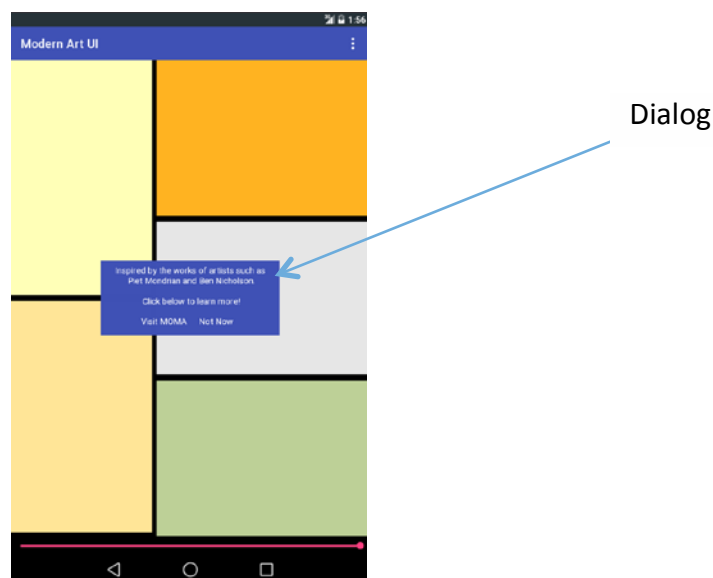 1:56
Modern Art UI
Dialog
Inspired by the works of artists such as
Piet Mondrian and Ben Nicholson.
Click below to learn more!
Visit MOMA Not Now